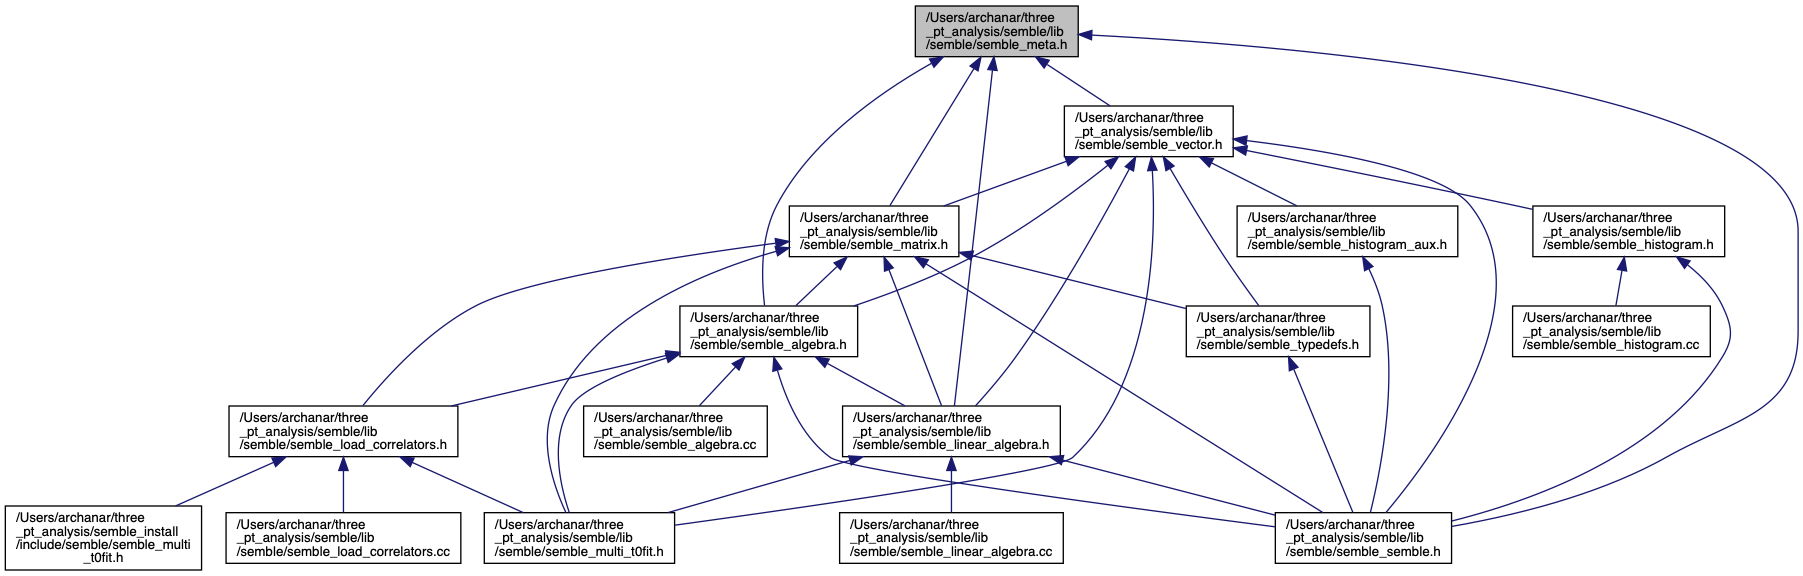 /Users/archanar/three
_pt_analysis/semble/lib
/semble/semble_meta.h
/Users/archanar/three
_pt_analysis/semble/lib
/semble/semble_vector.h
/Users/archanar/three
_pt_analysis/semble/lib
/semble/semble_matrix.h
/Users/archanar/three
_pt_analysis/semble/lib
/semble/semble_histogram_aux.h
/Users/archanar/three
_pt_analysis/semble/lib
/semble/semble_histogram.h
/Users/archanar/three
_pt_analysis/semble/lib
/semble/semble_algebra.h
/Users/archanar/three
_pt_analysis/semble/lib
/semble/semble_typedefs.h
/Users/archanar/three
_pt_analysis/semble/lib
/semble/semble_histogram.cc
/Users/archanar/three
_pt_analysis/semble/lib
/semble/semble_load_correlators.h
/Users/archanar/three
_pt_analysis/semble/lib
/semble/semble_algebra.cc
/Users/archanar/three
_pt_analysis/semble/lib
/semble/semble_linear_algebra.h
/Users/archanar/three
_pt_analysis/semble_install
/include/semble/semble_multi
_t0fit.h
/Users/archanar/three
_pt_analysis/semble/lib
/semble/semble_load_correlators.cc
/Users/archanar/three
_pt_analysis/semble/lib
/semble/semble_multi_t0fit.h
/Users/archanar/three
_pt_analysis/semble/lib
/semble/semble_linear_algebra.cc
/Users/archanar/three
_pt_analysis/semble/lib
/semble/semble_semble.h